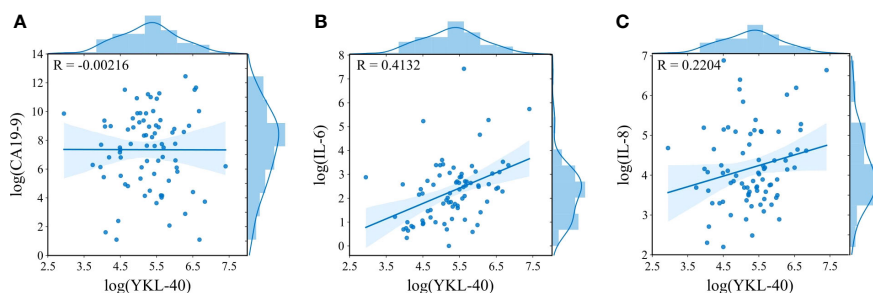 A
R = -0.00216
log(CA19-9)
14
12
10
8
6
4
2
0
2.5 3.5 4.5 5.5 6.5 7.5
log(YKL-40)
B
R = 0.4132
log(IL-6)
8
7
6
5
4
3
2
1
0
2.5 3.5 4.5 5.5 6.5 7.5
log(YKL-40)
C
R = 0.2204
log(IL-8)
7
6
5
4
3
2
2.5 3.5 4.5 5.5 6.5 7.5
log(YKL-40)